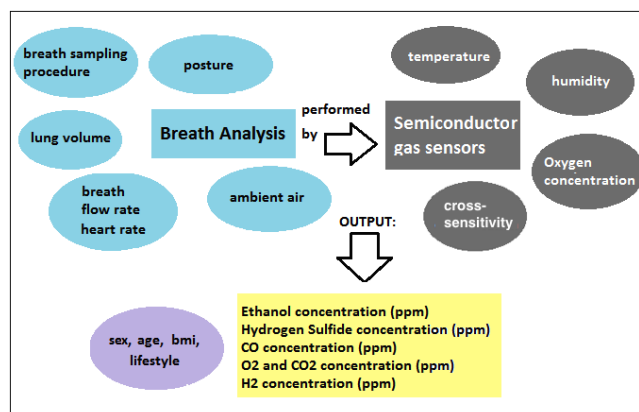 breath sampling
procedure
posture
lung volume
Breath Analysis
breath
flow rate
heart rate
ambient air
performed
by
temperature
humidity
Semiconductor
gas sensors
Oxygen
concentration
cross-
sensitivity
OUTPUT:
sex, age, bmi,
lifestyle
Ethanol concentration (ppm)
Hydrogen Sulfide concentration (ppm)
CO concentration (ppm)
O2 and CO2 concentration (ppm)
H2 concentration (ppm)